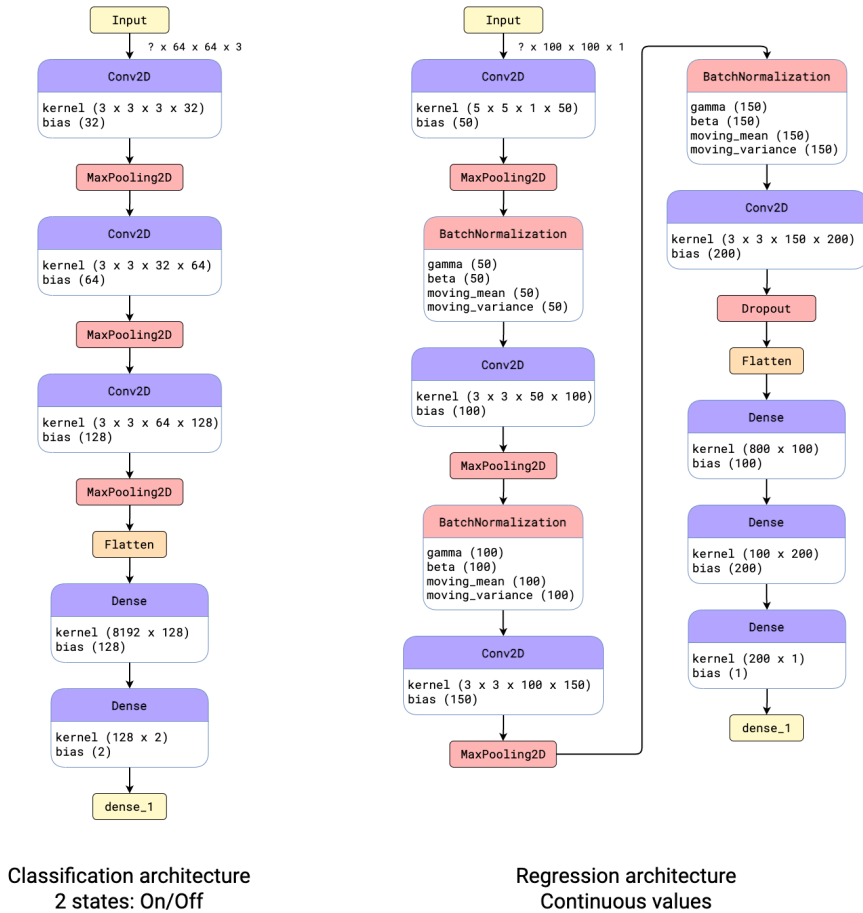 Input
? x 64 x 64 x 3
Conv2D
kernel (3 x 3 x 3 x 32)
bias (32)
MaxPooling2D
Conv2D
kernel (3 x 3 x 32 x 64)
bias (64)
MaxPooling2D
Conv2D
kernel (3 x 3 x 64 x 128)
bias (128)
MaxPooling2D
Flatten
Dense
kernel (8192 x 128)
bias (128)
Dense
kernel (128 x 2)
bias (2)
dense_1
Classification architecture
2 states: On/Off
Input
? x 100 x 100 x 1
Conv2D
kernel (5 x 5 x 1 x 50)
bias (50)
MaxPooling2D
BatchNormalization
gamma (50)
beta (50)
moving_mean (50)
moving_variance (50)
Conv2D
kernel (3 x 3 x 50 x 100)
bias (100)
MaxPooling2D
BatchNormalization
gamma (100)
beta (100)
moving_mean (100)
moving_variance (100)
Conv2D
kernel (3 x 3 x 100 x 150)
bias (150)
MaxPooling2D
BatchNormalization
gamma (150)
beta (150)
moving_mean (150)
moving_variance (150)
Conv2D
kernel (3 x 3 x 150 x 200)
bias (200)
Dropout
Flatten
Dense
kernel (800 x 100)
bias (100)
Dense
kernel (100 x 200)
bias (200)
Dense
kernel (200 x 1)
bias (1)
dense_1
Regression architecture
Continuous values